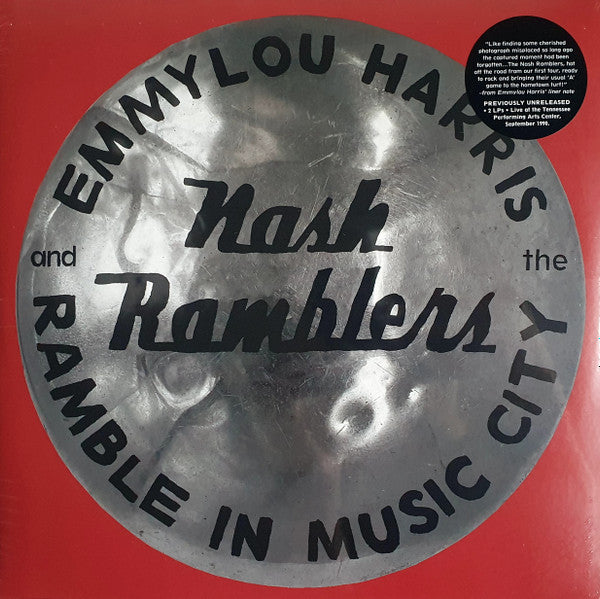 EMMYLOU HARRIS
and
Nash
Ramblers
the
RAMBLE IN MUSIC CITY
"Like finding some cherished
photograph misplaced so long ago
the captured moment had been
forgotten...The Nash Ramblers, hot
off the road from our first tour, ready
to rock and bringing their usual 'A'
game to the hometown turf!"
-from Emmylou Harris' liner note
PREVIOUSLY UNRELEASED
• 2 LPs • Live at the Tennessee
Performing Arts Center,
September 1990.